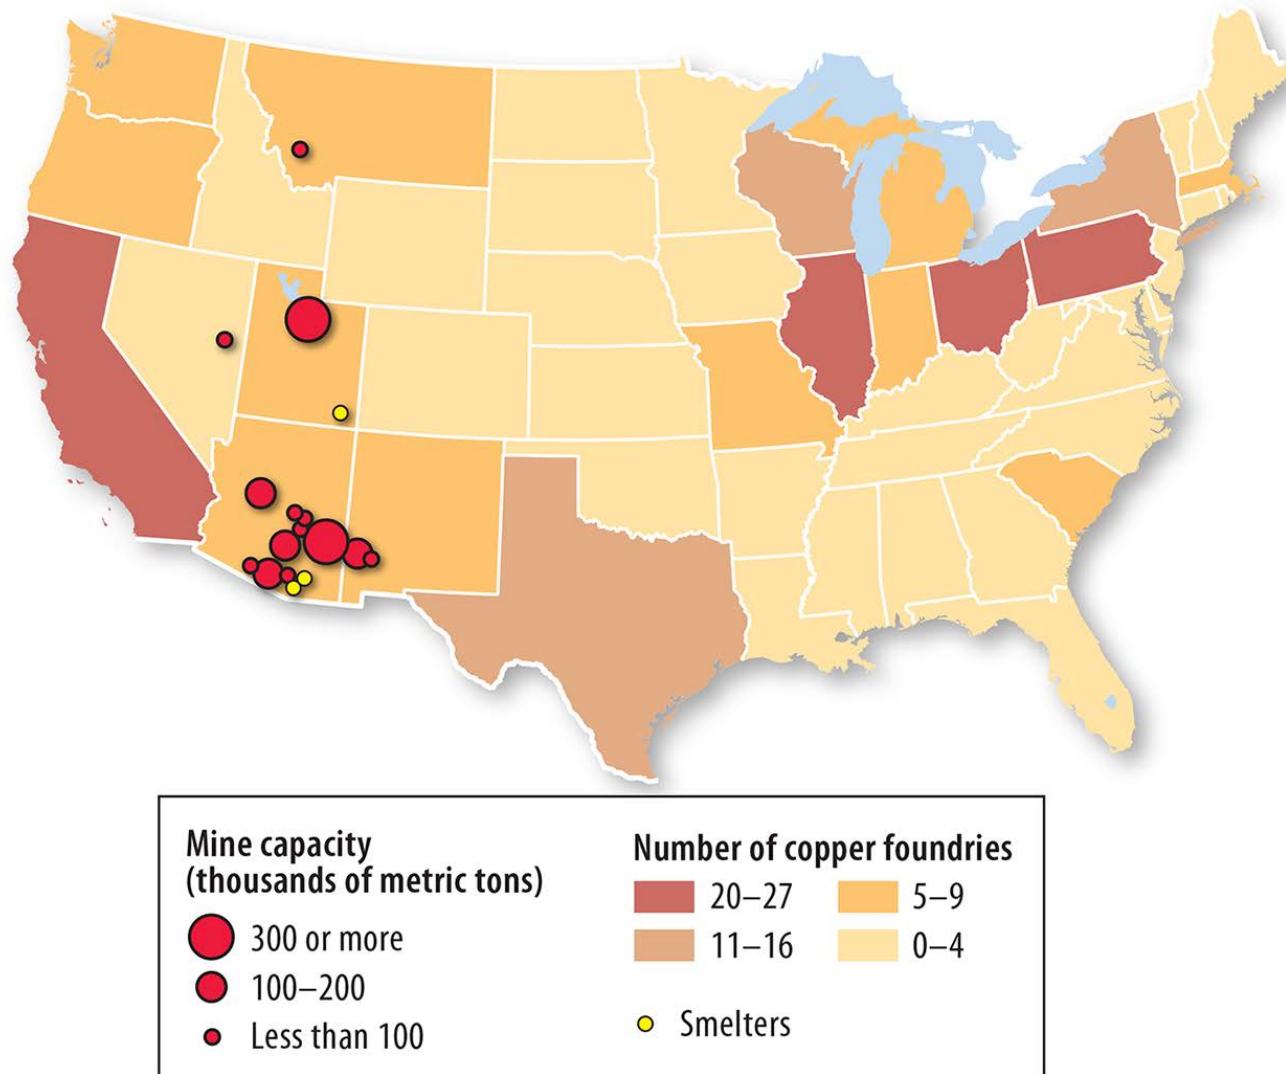 Mine capacity
(thousands of metric tons)
300 or more
100–200
Less than 100
Number of copper foundries
20–27
5–9
11–16
0–4
Smelters